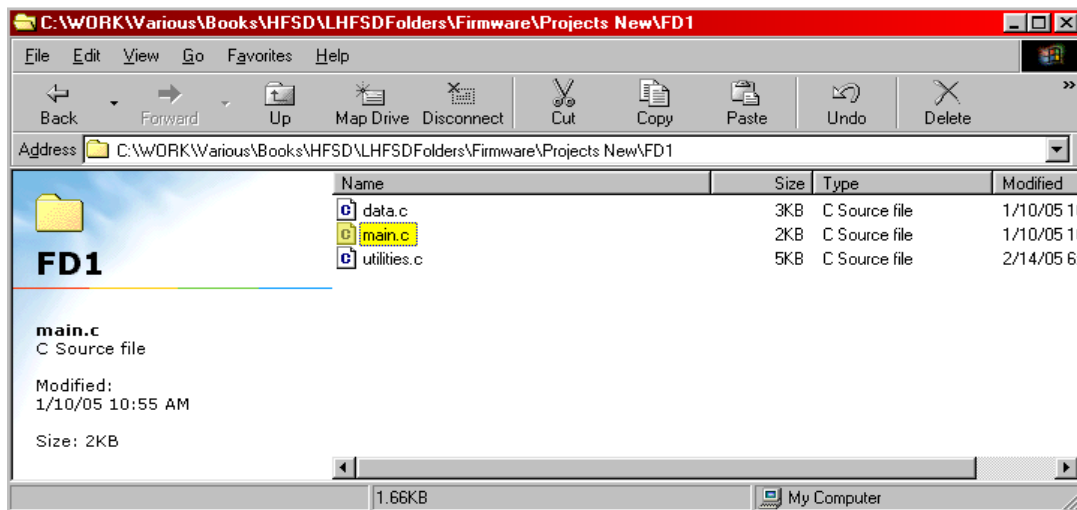 C:\WORK\Various\Books\HFSD\LHFSDFolders\Firmware\Projects New\FD1
File Edit View Go Favorites Help
Back Forward Up Map Drive Disconnect Cut Copy Paste Undo Delete »
Address C:\WORK\Various\Books\HFSD\LHFSDFolders\Firmware\Projects New\FD1
Name Size Type Modified
data.c 3KB C Source file 1/10/05 1
main.c 2KB C Source file 1/10/05 1
utilities.c 5KB C Source file 2/14/05 6
FD1
main.c
C Source file
Modified:
1/10/05 10:55 AM
Size: 2KB
1.66KB My Computer